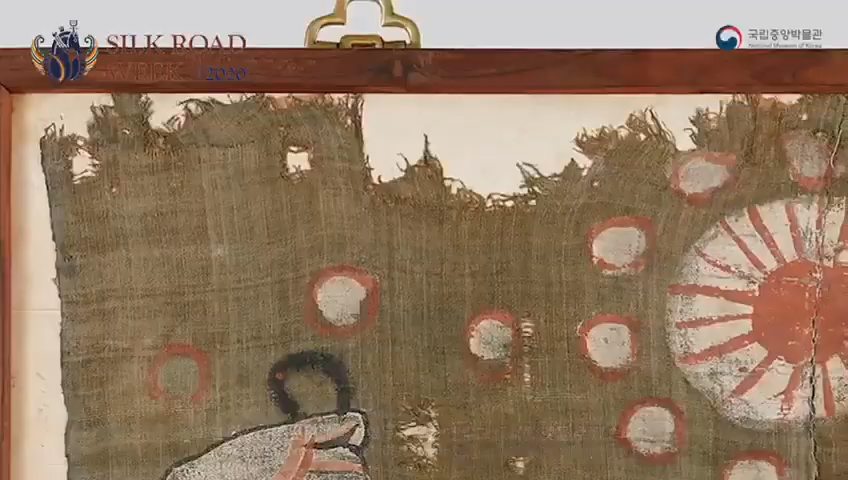 SILK ROAD
WEEK 2020
국립중앙박물관
National Museum of Korea